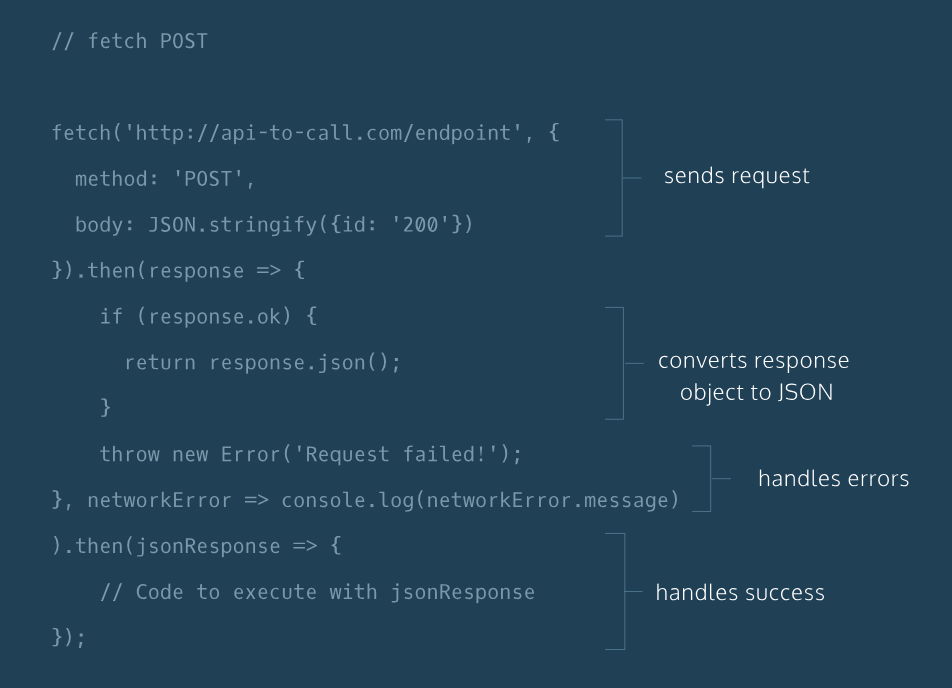 // fetch POST
fetch('http://api-to-call.com/endpoint', {
  method: 'POST',
  body: JSON.stringify({id: '200'})
}).then(response => {
    if (response.ok) {
      return response.json();
    }
    throw new Error('Request failed!');
}, networkError => console.log(networkError.message)
).then(jsonResponse => {
    // Code to execute with jsonResponse
});
sends request
converts response
object to JSON
handles errors
handles success